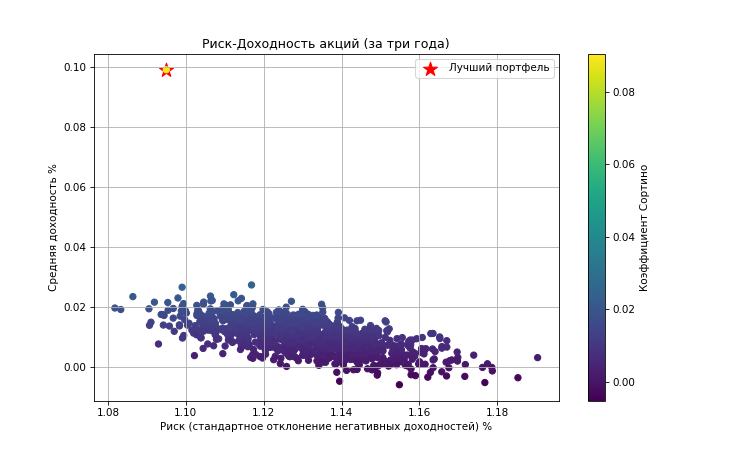 Риск-Доходность акций (за три года)
Лучший портфель
0.10
0.08
0.06
0.04
0.02
0.00
Средняя доходность %
1.08 1.10 1.12 1.14 1.16 1.18
Риск (стандартное отклонение негативных доходностей) %
0.08
0.06
0.04
0.02
0.00
Коэффициент Сортино